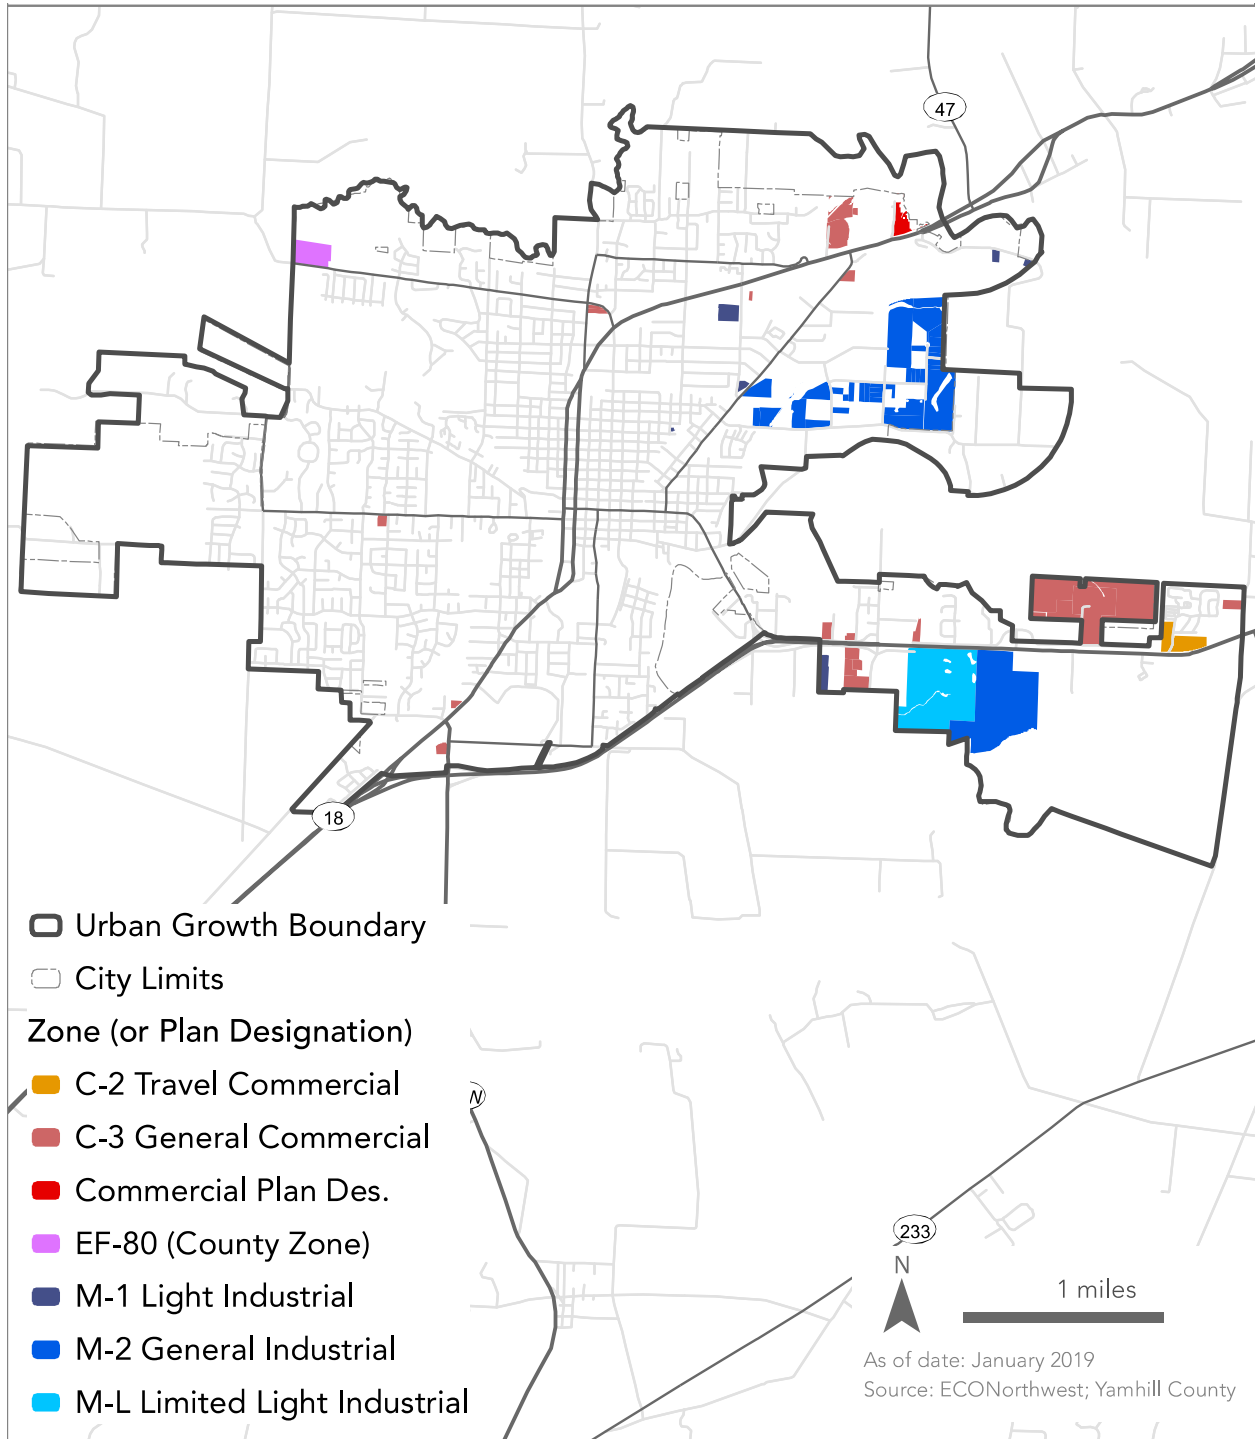 47
18
Urban Growth Boundary
City Limits
Zone (or Plan Designation)
C-2 Travel Commercial
C-3 General Commercial
Commercial Plan Des.
EF-80 (County Zone)
M-1 Light Industrial
M-2 General Industrial
M-L Limited Light Industrial
233
N
1 miles
As of date: January 2019
Source: ECONorthwest; Yamhill County